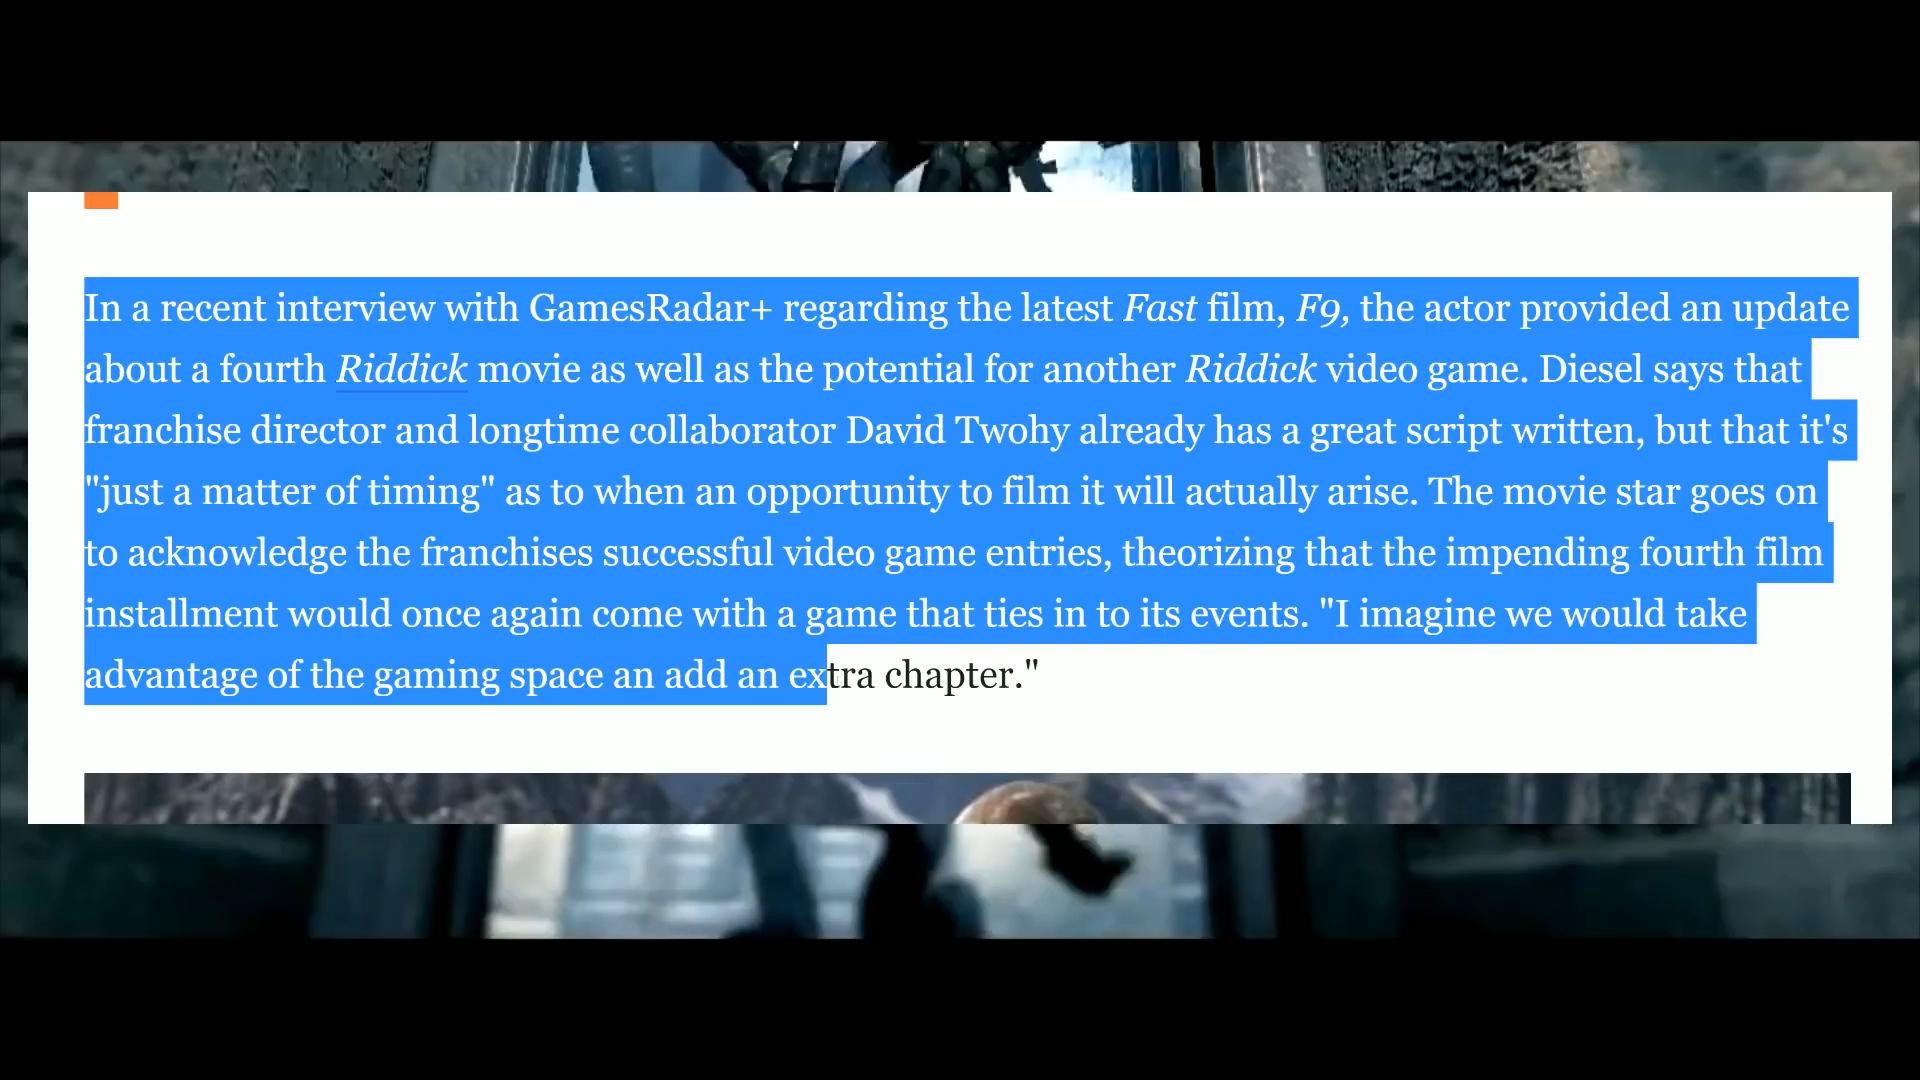 In a recent interview with GamesRadar+ regarding the latest Fast film, F9, the actor provided an update
about a fourth Riddick movie as well as the potential for another Riddick video game. Diesel says that
franchise director and longtime collaborator David Twohy already has a great script written, but that it's
"just a matter of timing" as to when an opportunity to film it will actually arise. The movie star goes on
to acknowledge the franchises successful video game entries, theorizing that the impending fourth film
installment would once again come with a game that ties in to its events. "I imagine we would take
advantage of the gaming space an add an extra chapter."